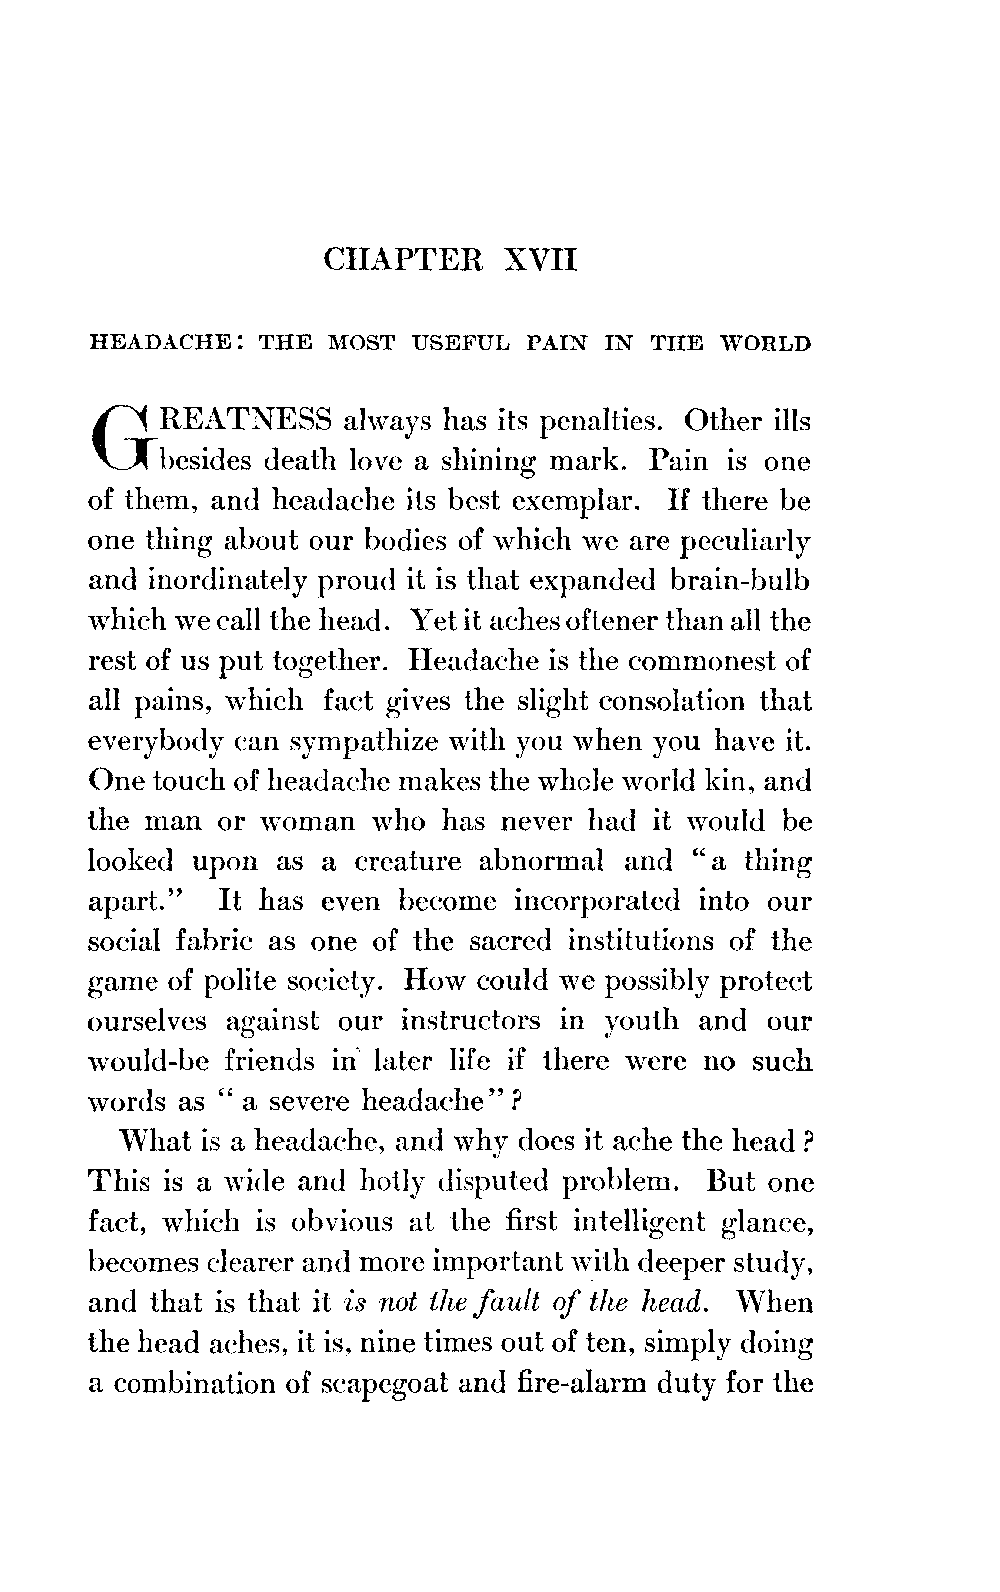 CHAPTER XVII
HEADACHE: THE MOST USEFUL PAIN IN THE WORLD
GREATNESS always has its penalties. Other ills
besides death love a shining mark. Pain is one
of them, and headache its best exemplar. If there be
one thing about our bodies of which we are peculiarly
and inordinately proud it is that expanded brain-bulb
which we call the head. Yet it aches oftener than all the
rest of us put together. Headache is the commonest of
all pains, which fact gives the slight consolation that
everybody can sympathize with you when you have it.
One touch of headache makes the whole world kin, and
the man or woman who has never had it would be
looked upon as a creature abnormal and "a thing
apart." It has even become incorporated into our
social fabric as one of the sacred institutions of the
game of polite society. How could we possibly protect
ourselves against our instructors in youth and our
would-be friends in later life if there were no such
words as "a severe headache"?
What is a headache, and why does it ache the head?
This is a wide and hotly disputed problem. But one
fact, which is obvious at the first intelligent glance,
becomes clearer and more important with deeper study,
and that is that it is not the fault of the head. When
the head aches, it is, nine times out of ten, simply doing
a combination of scapegoat and fire-alarm duty for the